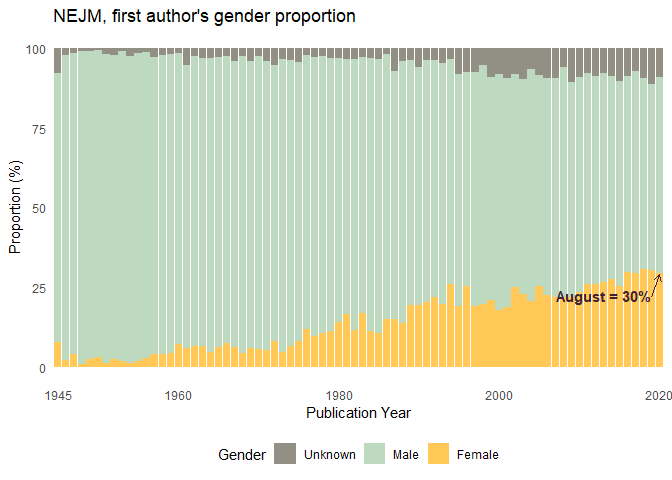 NEJM, first author's gender proportion
100
75
50
25
0
Proportion (%)
August = 30%
1945 1960 1980 2000 2020
Publication Year
Gender Unknown Male Female